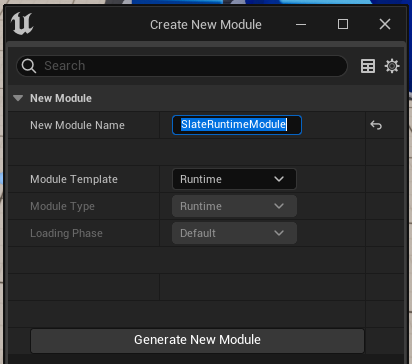 Create New Module
Search
New Module
New Module Name
SlateRuntimeModule
Module Template
Runtime
Module Type
Runtime
Loading Phase
Default
Generate New Module